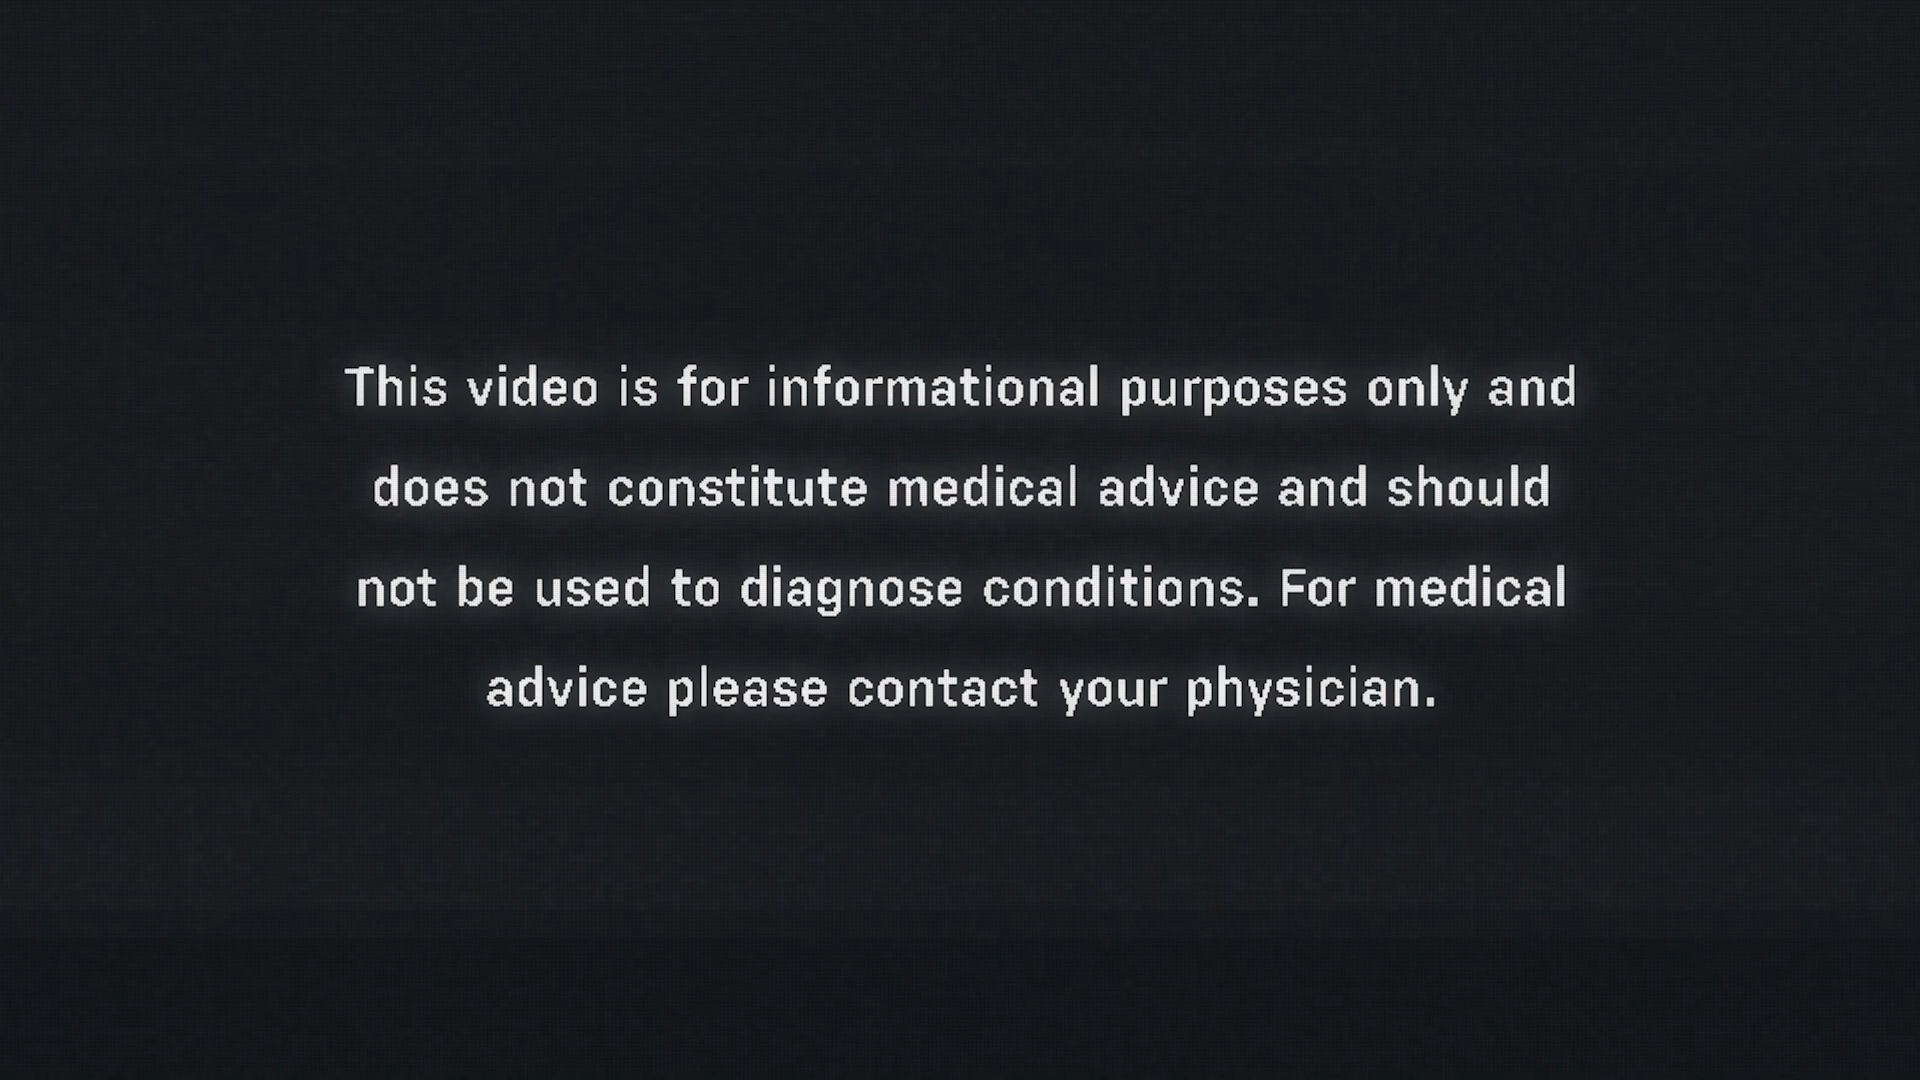 This video is for informational purposes only and
does not constitute medical advice and should
not be used to diagnose conditions. For medical
advice please contact your physician.